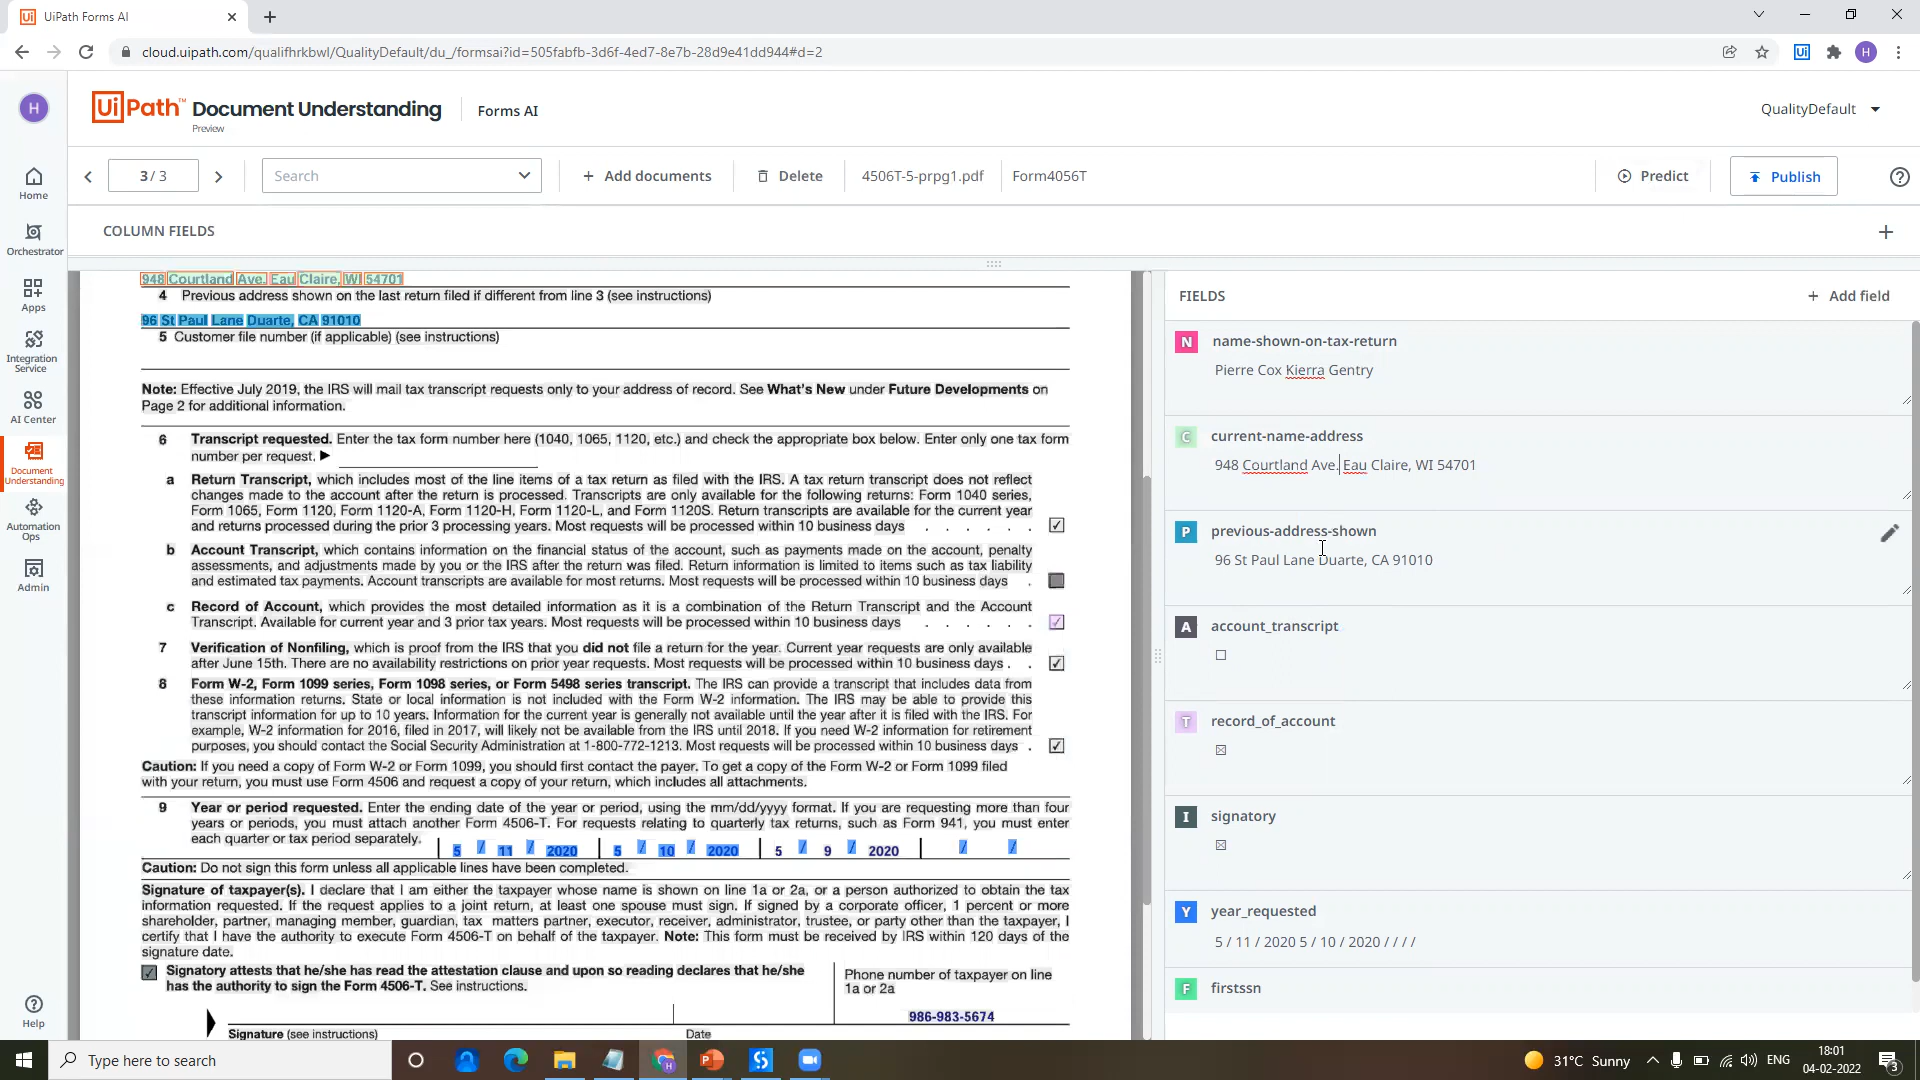 UiPath Forms AI
cloud.uipath.com/qualifhrkbwl/QualityDefault/du_/formsai?id=505fabfb-3d6f-4ed7-8e7b-28d9e41dd944#d=2
H
UiPath™ Document Understanding
Preview
Forms AI
QualityDefault
3 / 3
Search
+ Add documents
Delete
4506T-5-prpg1.pdf
Form4056T
Predict
Publish
COLUMN FIELDS
Home
Orchestrator
Apps
Integration
Service
AI Center
Document
Understanding
Automation
Ops
Admin
Help
948 Courtland Ave. Eau Claire, WI 54701
4 Previous address shown on the last return filed if different from line 3 (see instructions)
96 St Paul Lane Duarte, CA 91010
5 Customer file number (if applicable) (see instructions)
Note: Effective July 2019, the IRS will mail tax transcript requests only to your address of record. See What's New under Future Developments on
Page 2 for additional information.
6 Transcript requested. Enter the tax form number here (1040, 1065, 1120, etc.) and check the appropriate box below. Enter only one tax form
number per request. ▶
a Return Transcript, which includes most of the line items of a tax return as filed with the IRS. A tax return transcript does not reflect
changes made to the account after the return is processed. Transcripts are only available for the following returns: Form 1040 series,
Form 1065, Form 1120, Form 1120-A, Form 1120-H, Form 1120-L, and Form 1120S. Return transcripts are available for the current year
and returns processed during the prior 3 processing years. Most requests will be processed within 10 business days . . . . . .
b Account Transcript, which contains information on the financial status of the account, such as payments made on the account, penalty
assessments, and adjustments made by you or the IRS after the return was filed. Return information is limited to items such as tax liability
and estimated tax payments. Account transcripts are available for most returns. Most requests will be processed within 10 business days .
c Record of Account, which provides the most detailed information as it is a combination of the Return Transcript and the Account
Transcript. Available for current year and 3 prior tax years. Most requests will be processed within 10 business days . . . . . .
7 Verification of Nonfiling, which is proof from the IRS that you did not file a return for the year. Current year requests are only available
after June 15th. There are no availability restrictions on prior year requests. Most requests will be processed within 10 business days . .
8 Form W-2, Form 1099 series, Form 1098 series, or Form 5498 series transcript. The IRS can provide a transcript that includes data from
these information returns. State or local information is not included with the Form W-2 information. The IRS may be able to provide this
transcript information for up to 10 years. Information for the current year is generally not available until the year after it is filed with the IRS. For
example, W-2 information for 2016, filed in 2017, will likely not be available from the IRS until 2018. If you need W-2 information for retirement
purposes, you should contact the Social Security Administration at 1-800-772-1213. Most requests will be processed within 10 business days .
Caution: If you need a copy of Form W-2 or Form 1099, you should first contact the payer. To get a copy of the Form W-2 or Form 1099 filed
with your return, you must use Form 4506 and request a copy of your return, which includes all attachments.
9 Year or period requested. Enter the ending date of the year or period, using the mm/dd/yyyy format. If you are requesting more than four
years or periods, you must attach another Form 4506-T. For requests relating to quarterly tax returns, such as Form 941, you must enter
each quarter or tax period separately.
5 / 11 / 2020 5 / 10 / 2020 5 / 9 / 2020 / /
Caution: Do not sign this form unless all applicable lines have been completed.
Signature of taxpayer(s). I declare that I am either the taxpayer whose name is shown on line 1a or 2a, or a person authorized to obtain the tax
information requested. If the request applies to a joint return, at least one spouse must sign. If signed by a corporate officer, 1 percent or more
shareholder, partner, managing member, guardian, tax matters partner, executor, receiver, administrator, trustee, or party other than the taxpayer, I
certify that I have the authority to execute Form 4506-T on behalf of the taxpayer. Note: This form must be received by IRS within 120 days of the
signature date.
Signatory attests that he/she has read the attestation clause and upon so reading declares that he/she
has the authority to sign the Form 4506-T. See instructions.
Phone number of taxpayer on line
1a or 2a
986-983-5674
Signature (see instructions)
Date
FIELDS
+ Add field
N name-shown-on-tax-return
Pierre Cox Kierra Gentry
C current-name-address
948 Courtland Ave. Eau Claire, WI 54701
P previous-address-shown
96 St Paul Lane Duarte, CA 91010
A account_transcript
☐
T record_of_account
☒
I signatory
☒
Y year_requested
5 / 11 / 2020 5 / 10 / 2020 / / / /
F firstssn
Type here to search
31°C Sunny
ENG
18:01
04-02-2022
3